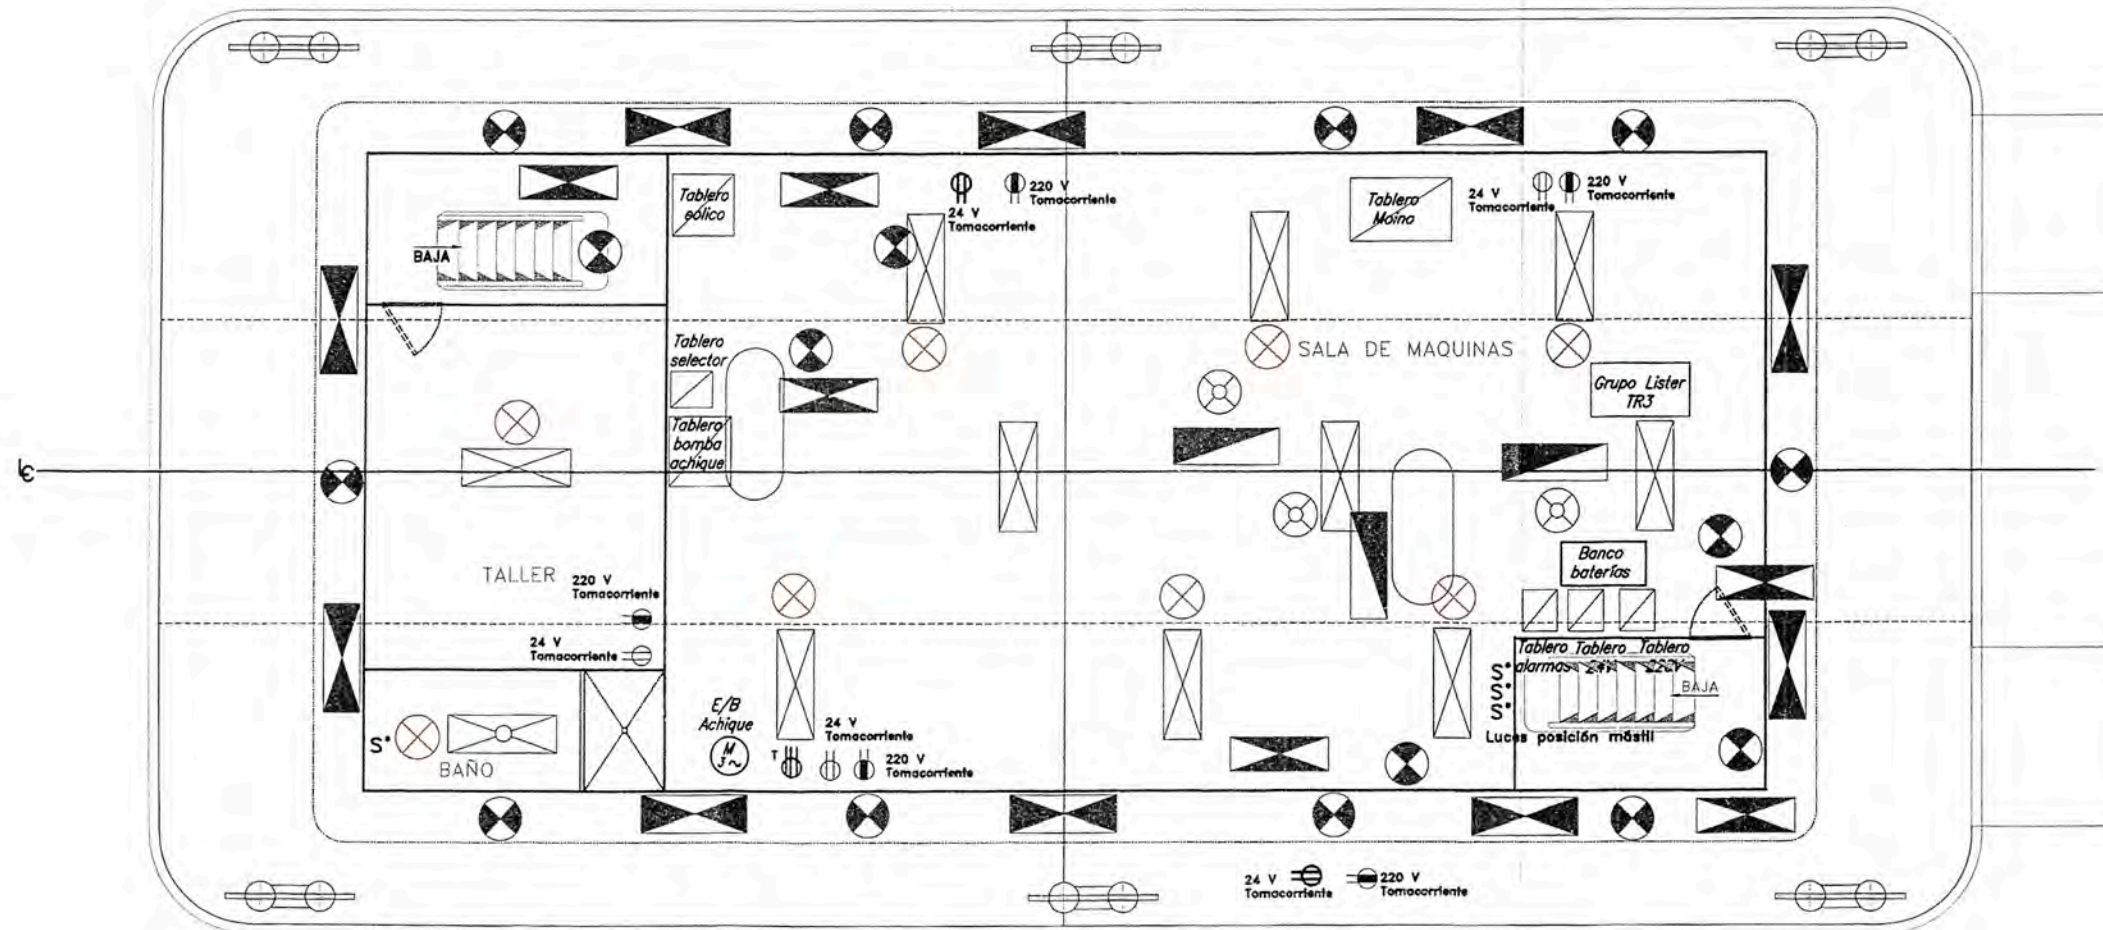 Tablero
eólico
24 V
Tomacorriente
220 V
Tomacorriente
Tablero
Moina
24 V
Tomacorriente
220 V
Tomacorriente
BAJA
Tablero
selector
SALA DE MAQUINAS
Grupo Lister
TR3
Tablero
bomba
achique
TALLER
220 V
Tomacorriente
24 V
Tomacorriente
Banco
baterías
Tablero Tablero Tablero
alarmas
S
S
S
BAJA
Luces posición mástil
E/B
Achique
M
3~
T
24 V
Tomacorriente
220 V
Tomacorriente
S
BAÑO
24 V
Tomacorriente
220 V
Tomacorriente